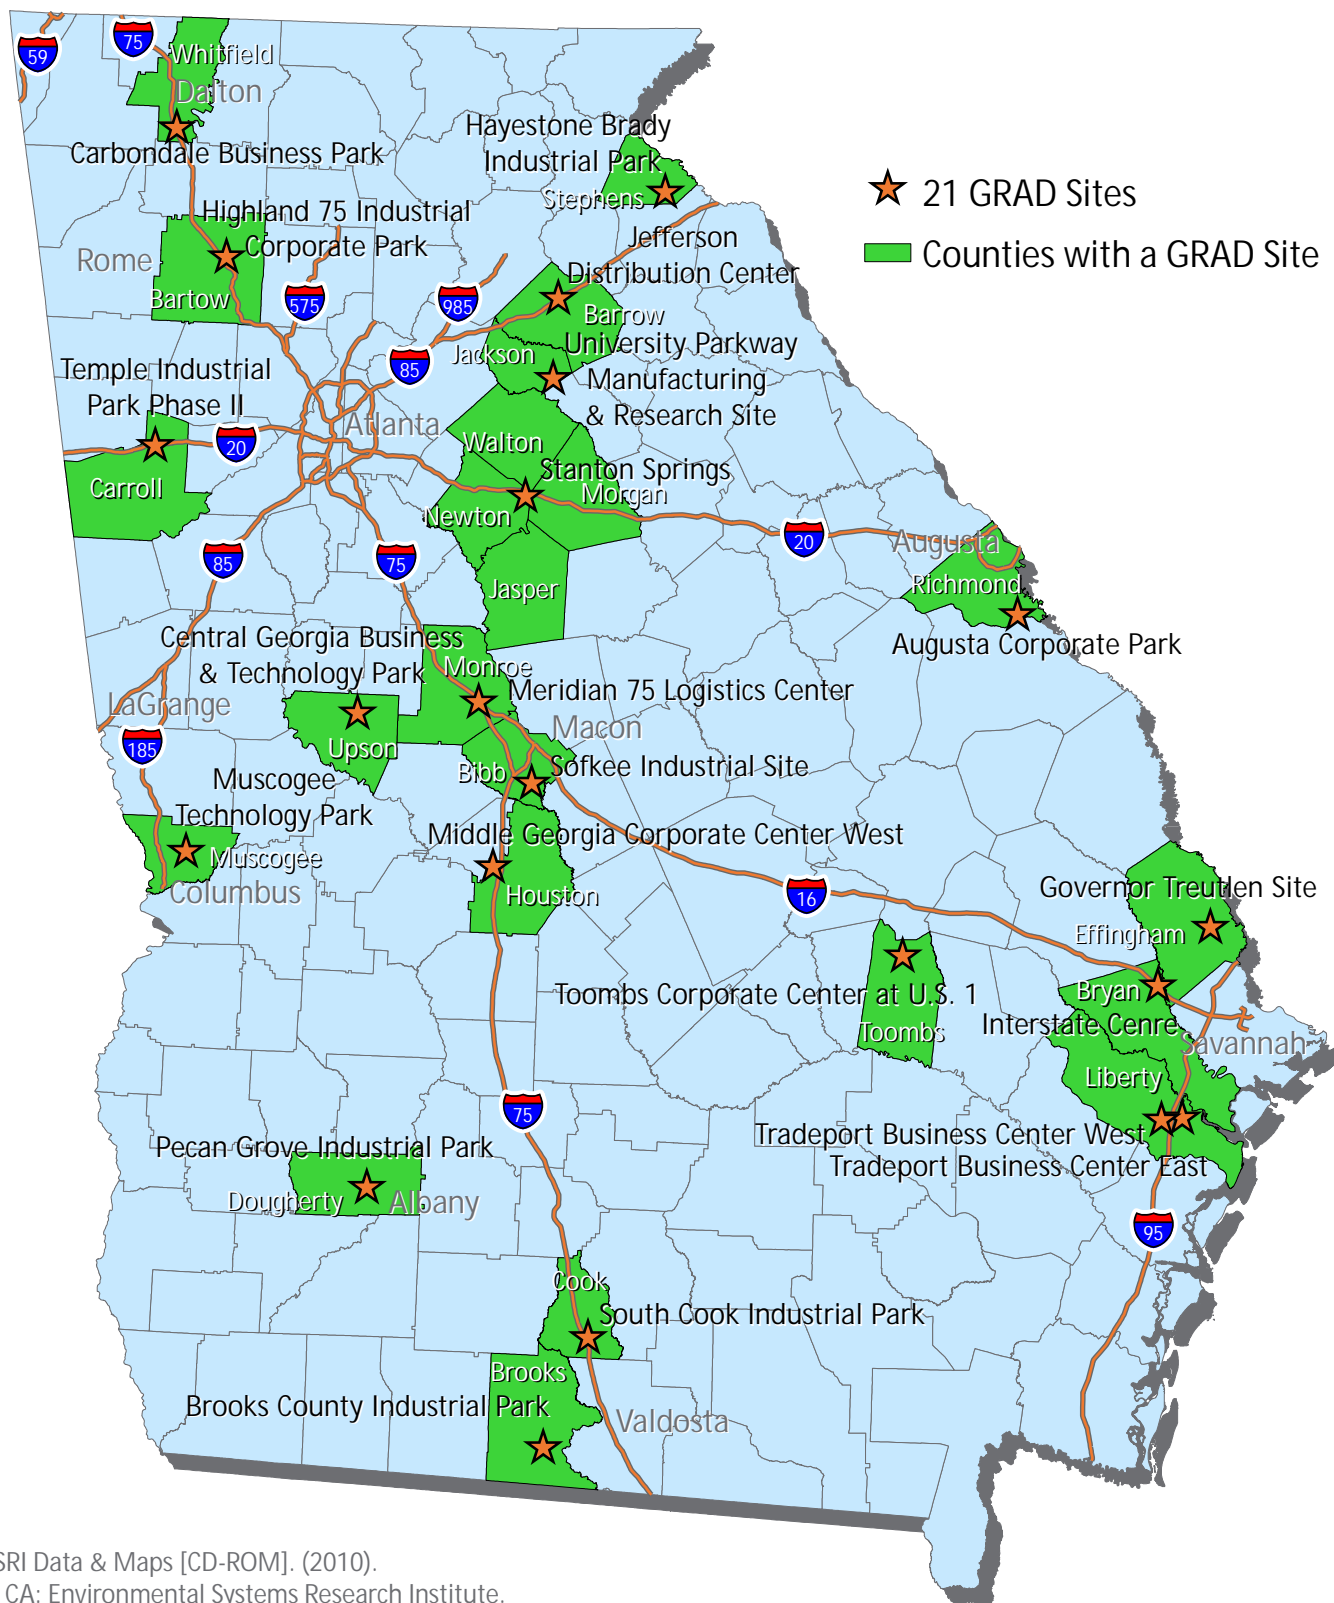 59
75
Whitfield
Dalton
Carbondale Business Park
Hayestone Brady
Industrial Park
Stephens
21 GRAD Sites
Counties with a GRAD Site
Highland 75 Industrial
Corporate Park
Rome
Bartow
575
985
Jefferson
Distribution Center
Barrow
Jackson
University Parkway
Manufacturing
& Research Site
85
Temple Industrial
Park Phase II
20
Carroll
Atlanta
Walton
Stanton Springs
Morgan
Newton
Jasper
85
75
20
Augusta
Richmond
Augusta Corporate Park
Central Georgia Business
& Technology Park
Monroe
Meridian 75 Logistics Center
LaGrange
185
Upson
Macon
Bibb
Sofkee Industrial Site
Muscogee
Technology Park
Muscogee
Columbus
Middle Georgia Corporate Center West
Houston
16
Governor Treutlen Site
Effingham
Toombs Corporate Center at U.S. 1
Toombs
Bryan
Interstate Cenre
Savannah
Liberty
Tradeport Business Center West
Tradeport Business Center East
75
Pecan Grove Industrial Park
Dougherty
Albany
95
Cook
South Cook Industrial Park
Brooks
Brooks County Industrial Park
Valdosta
SRI Data & Maps [CD-ROM]. (2010).
CA: Environmental Systems Research Institute.